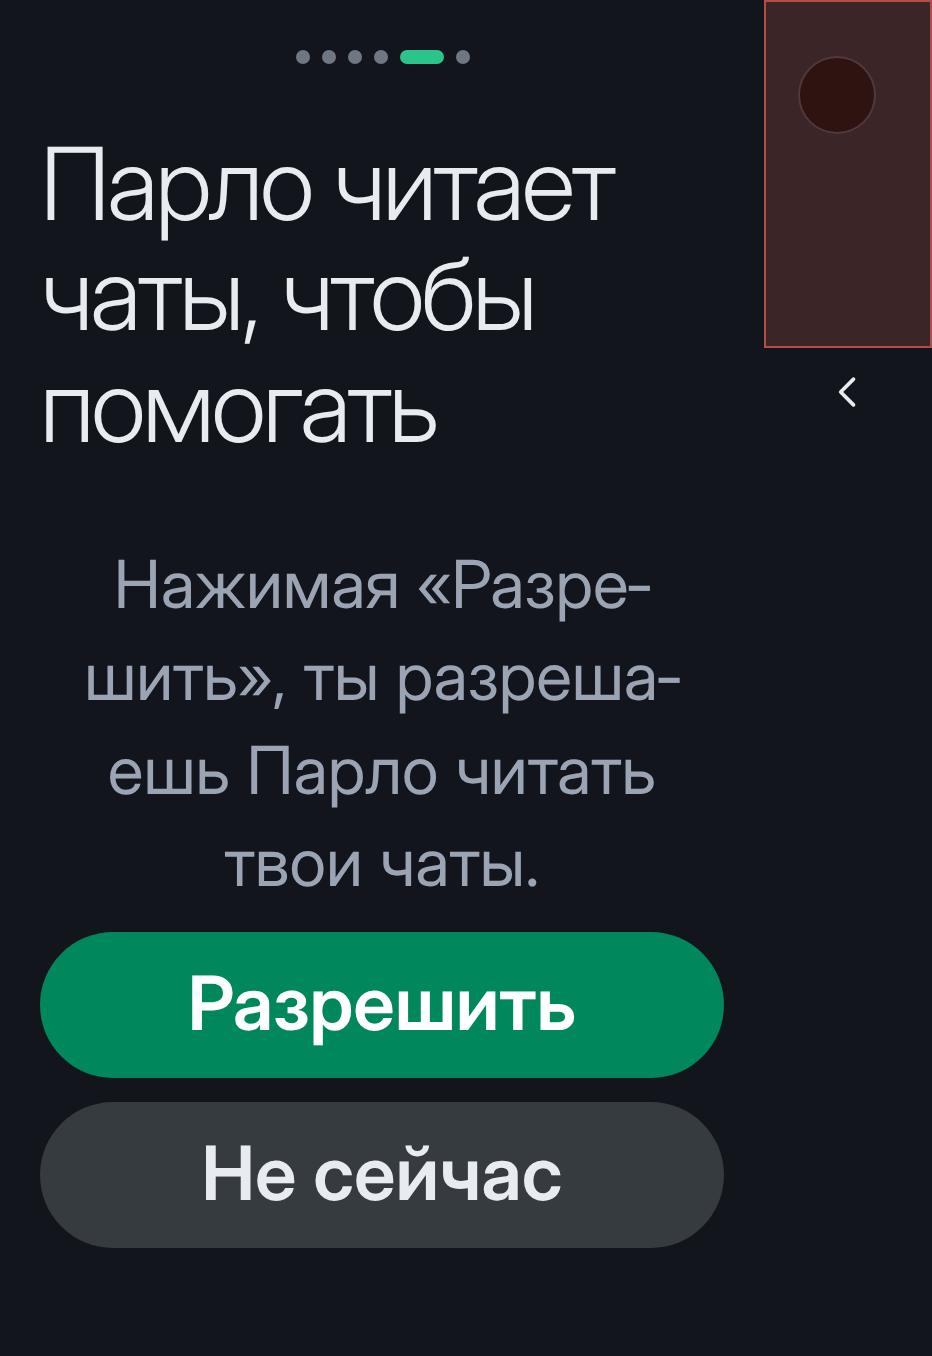 Парло читает
чаты, чтобы
помогать
Нажимая «Разре-
шить», ты разреша-
ешь Парло читать
твои чаты.
Разрешить
Не сейчас